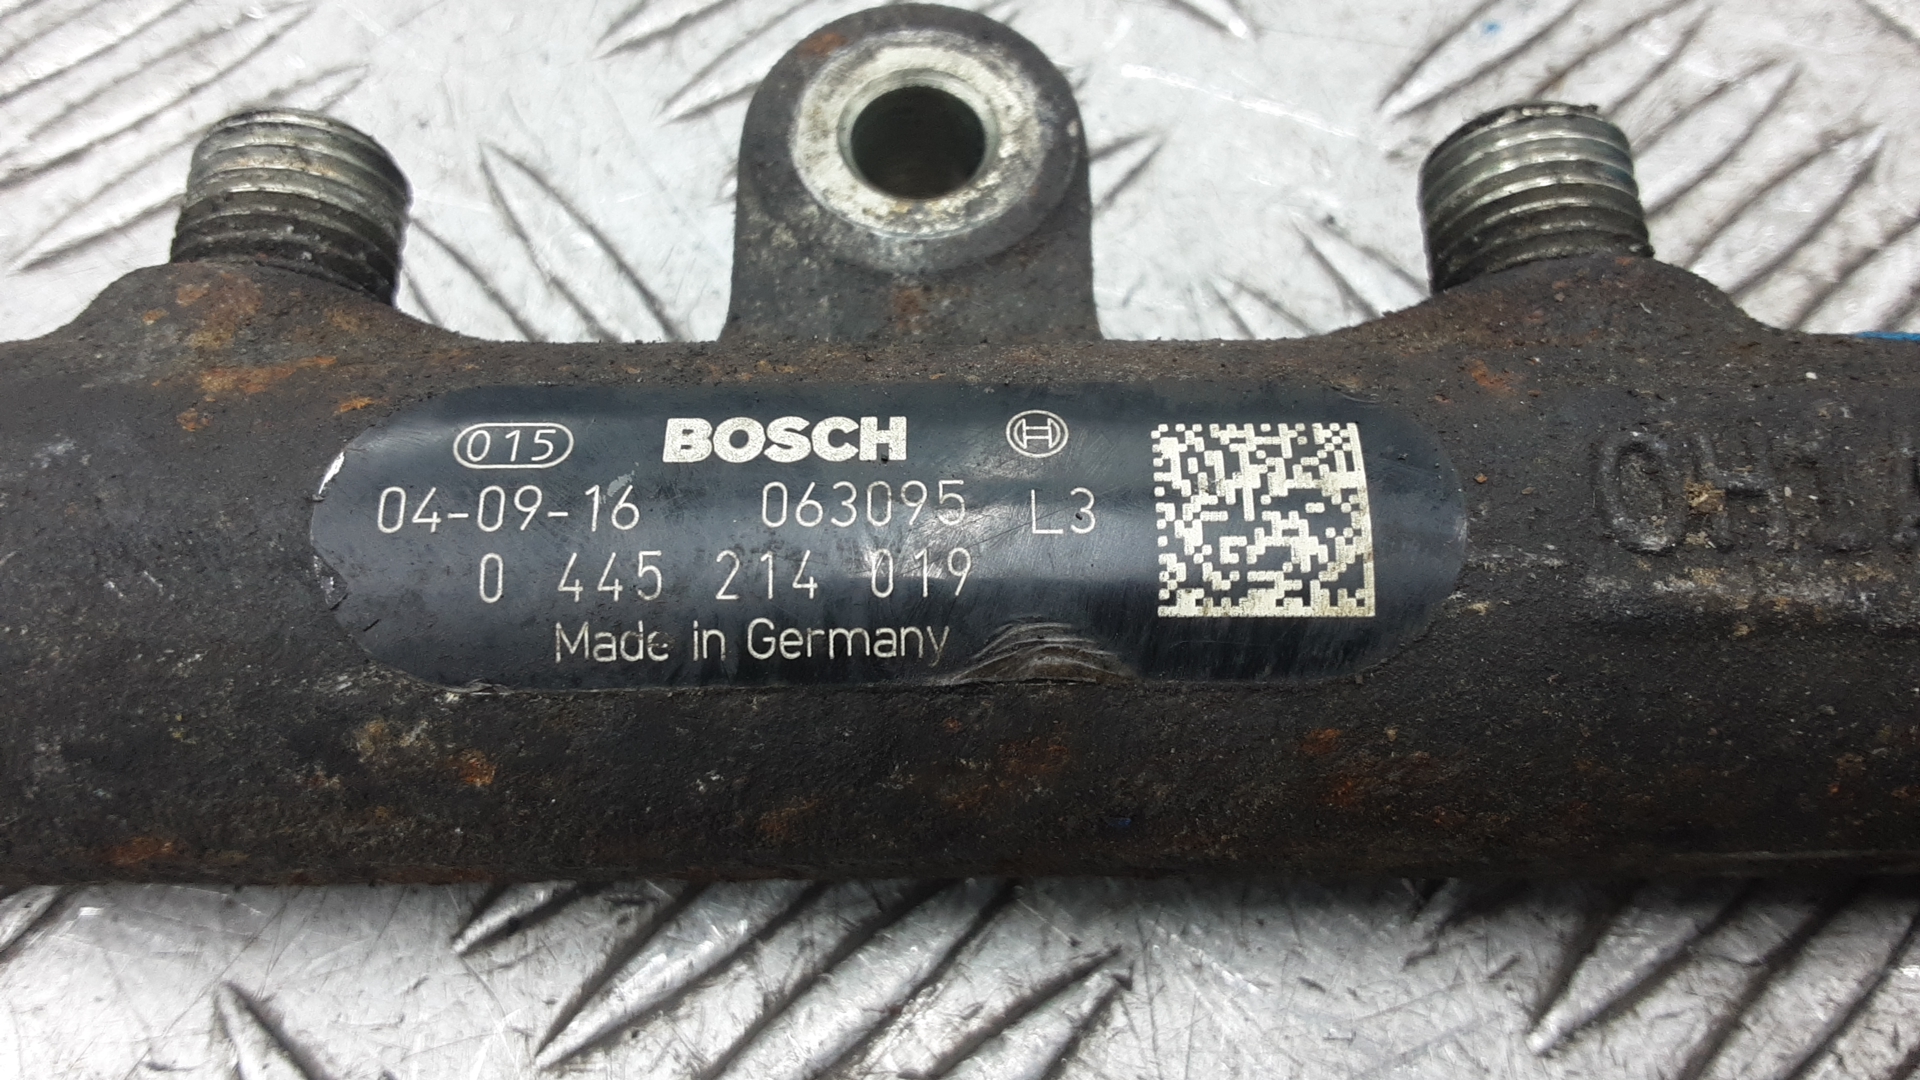 015 BOSCH
04-09-16 063095 L3
0 445 214 019
Made in Germany